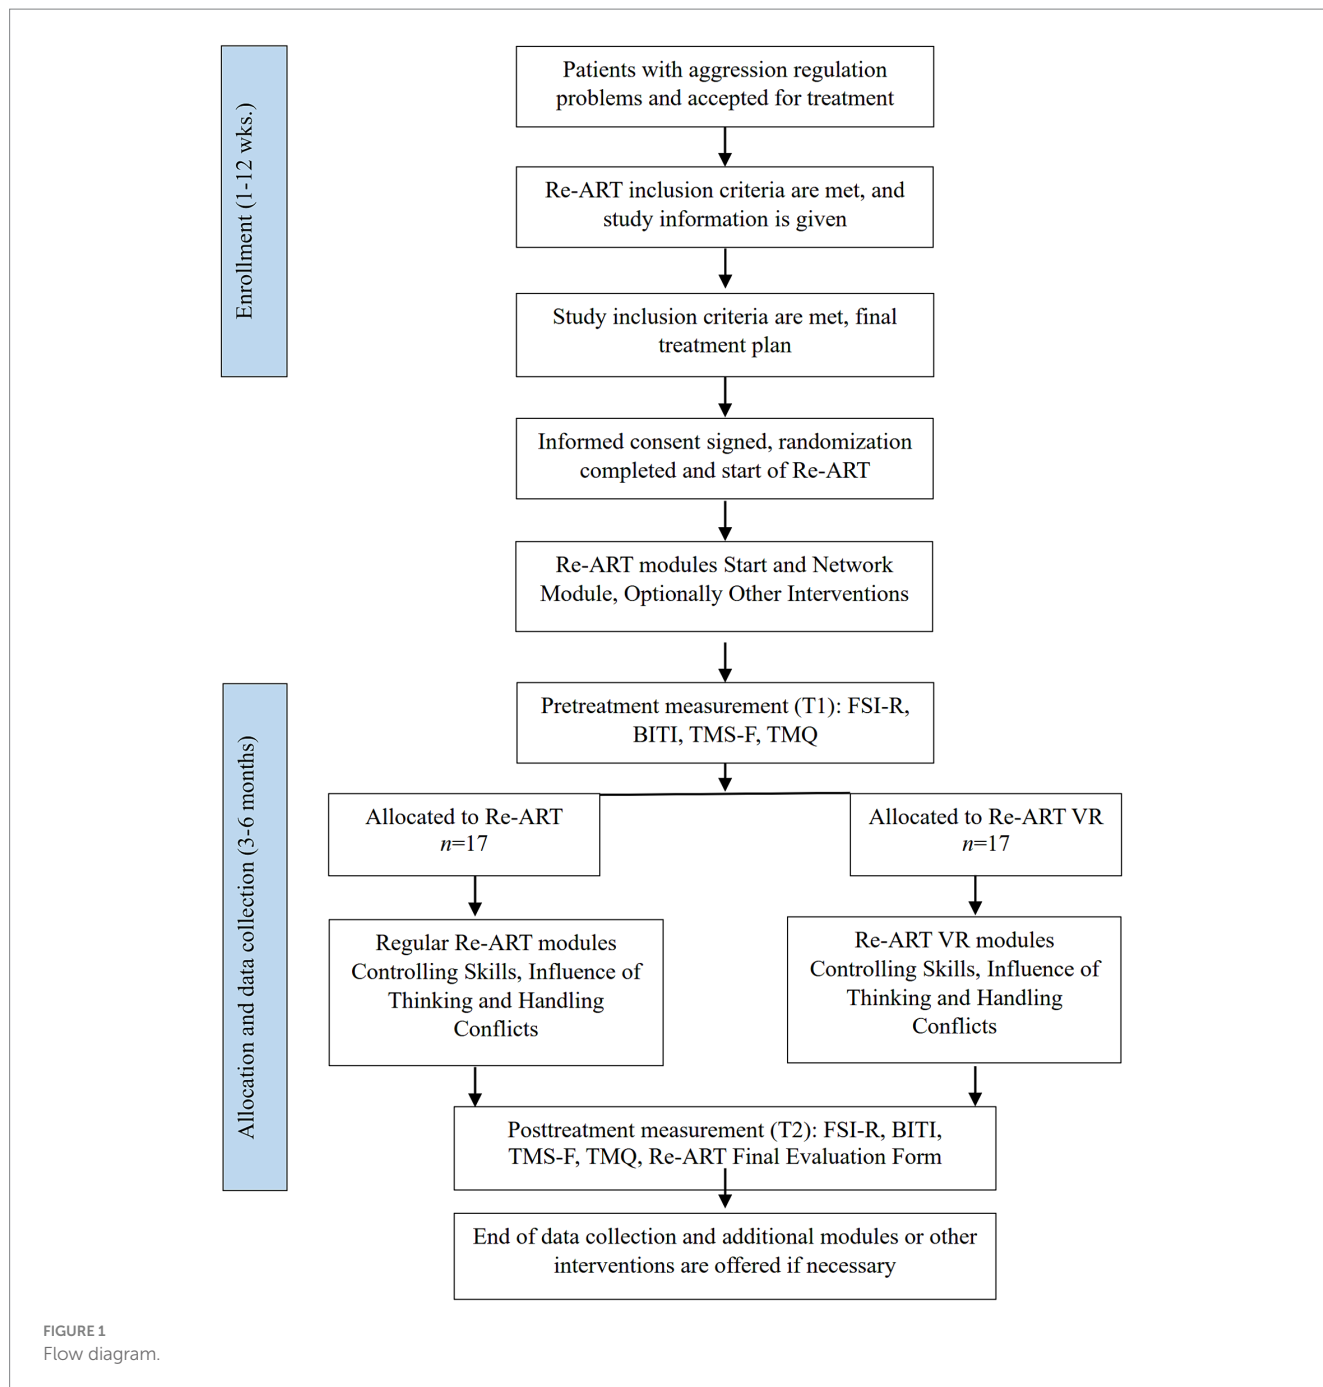 Enrollment (1-12 wks.)
Patients with aggression regulation
problems and accepted for treatment
Re-ART inclusion criteria are met, and
study information is given
Study inclusion criteria are met, final
treatment plan
Informed consent signed, randomization
completed and start of Re-ART
Re-ART modules Start and Network
Module, Optionally Other Interventions
Allocation and data collection (3-6 months)
Pretreatment measurement (T1): FSI-R,
BITI, TMS-F, TMQ
Allocated to Re-ART
n=17
Allocated to Re-ART VR
n=17
Regular Re-ART modules
Controlling Skills, Influence of
Thinking and Handling
Conflicts
Re-ART VR modules
Controlling Skills, Influence of
Thinking and Handling
Conflicts
Posttreatment measurement (T2): FSI-R, BITI,
TMS-F, TMQ, Re-ART Final Evaluation Form
End of data collection and additional modules or other
interventions are offered if necessary
FIGURE 1
Flow diagram.